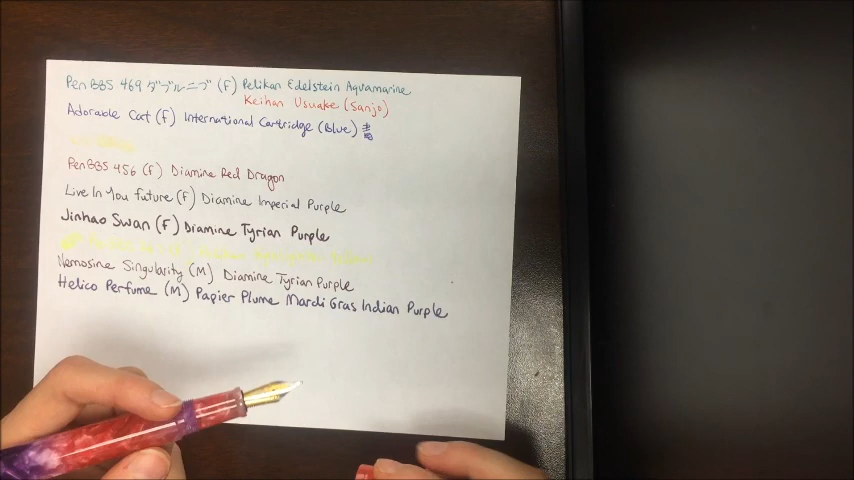 PenBBS 469 ダブルニブ (F) Pelikan Edelstein Aquamarine
Keihan Usuake (Sanjo)
Adorable Cat (F) International Cartridge (Blue)
PenBBS 456 (F) Diamine Red Dragon
Live In You future (F) Diamine Imperial Purple
Jinhao Swan (F) Diamine Tyrian Purple
Nemosine Singularity (M) Diamine Tyrian Purple
Helico Perfume (M) Papier Plume Mardi Gras Indian Purple